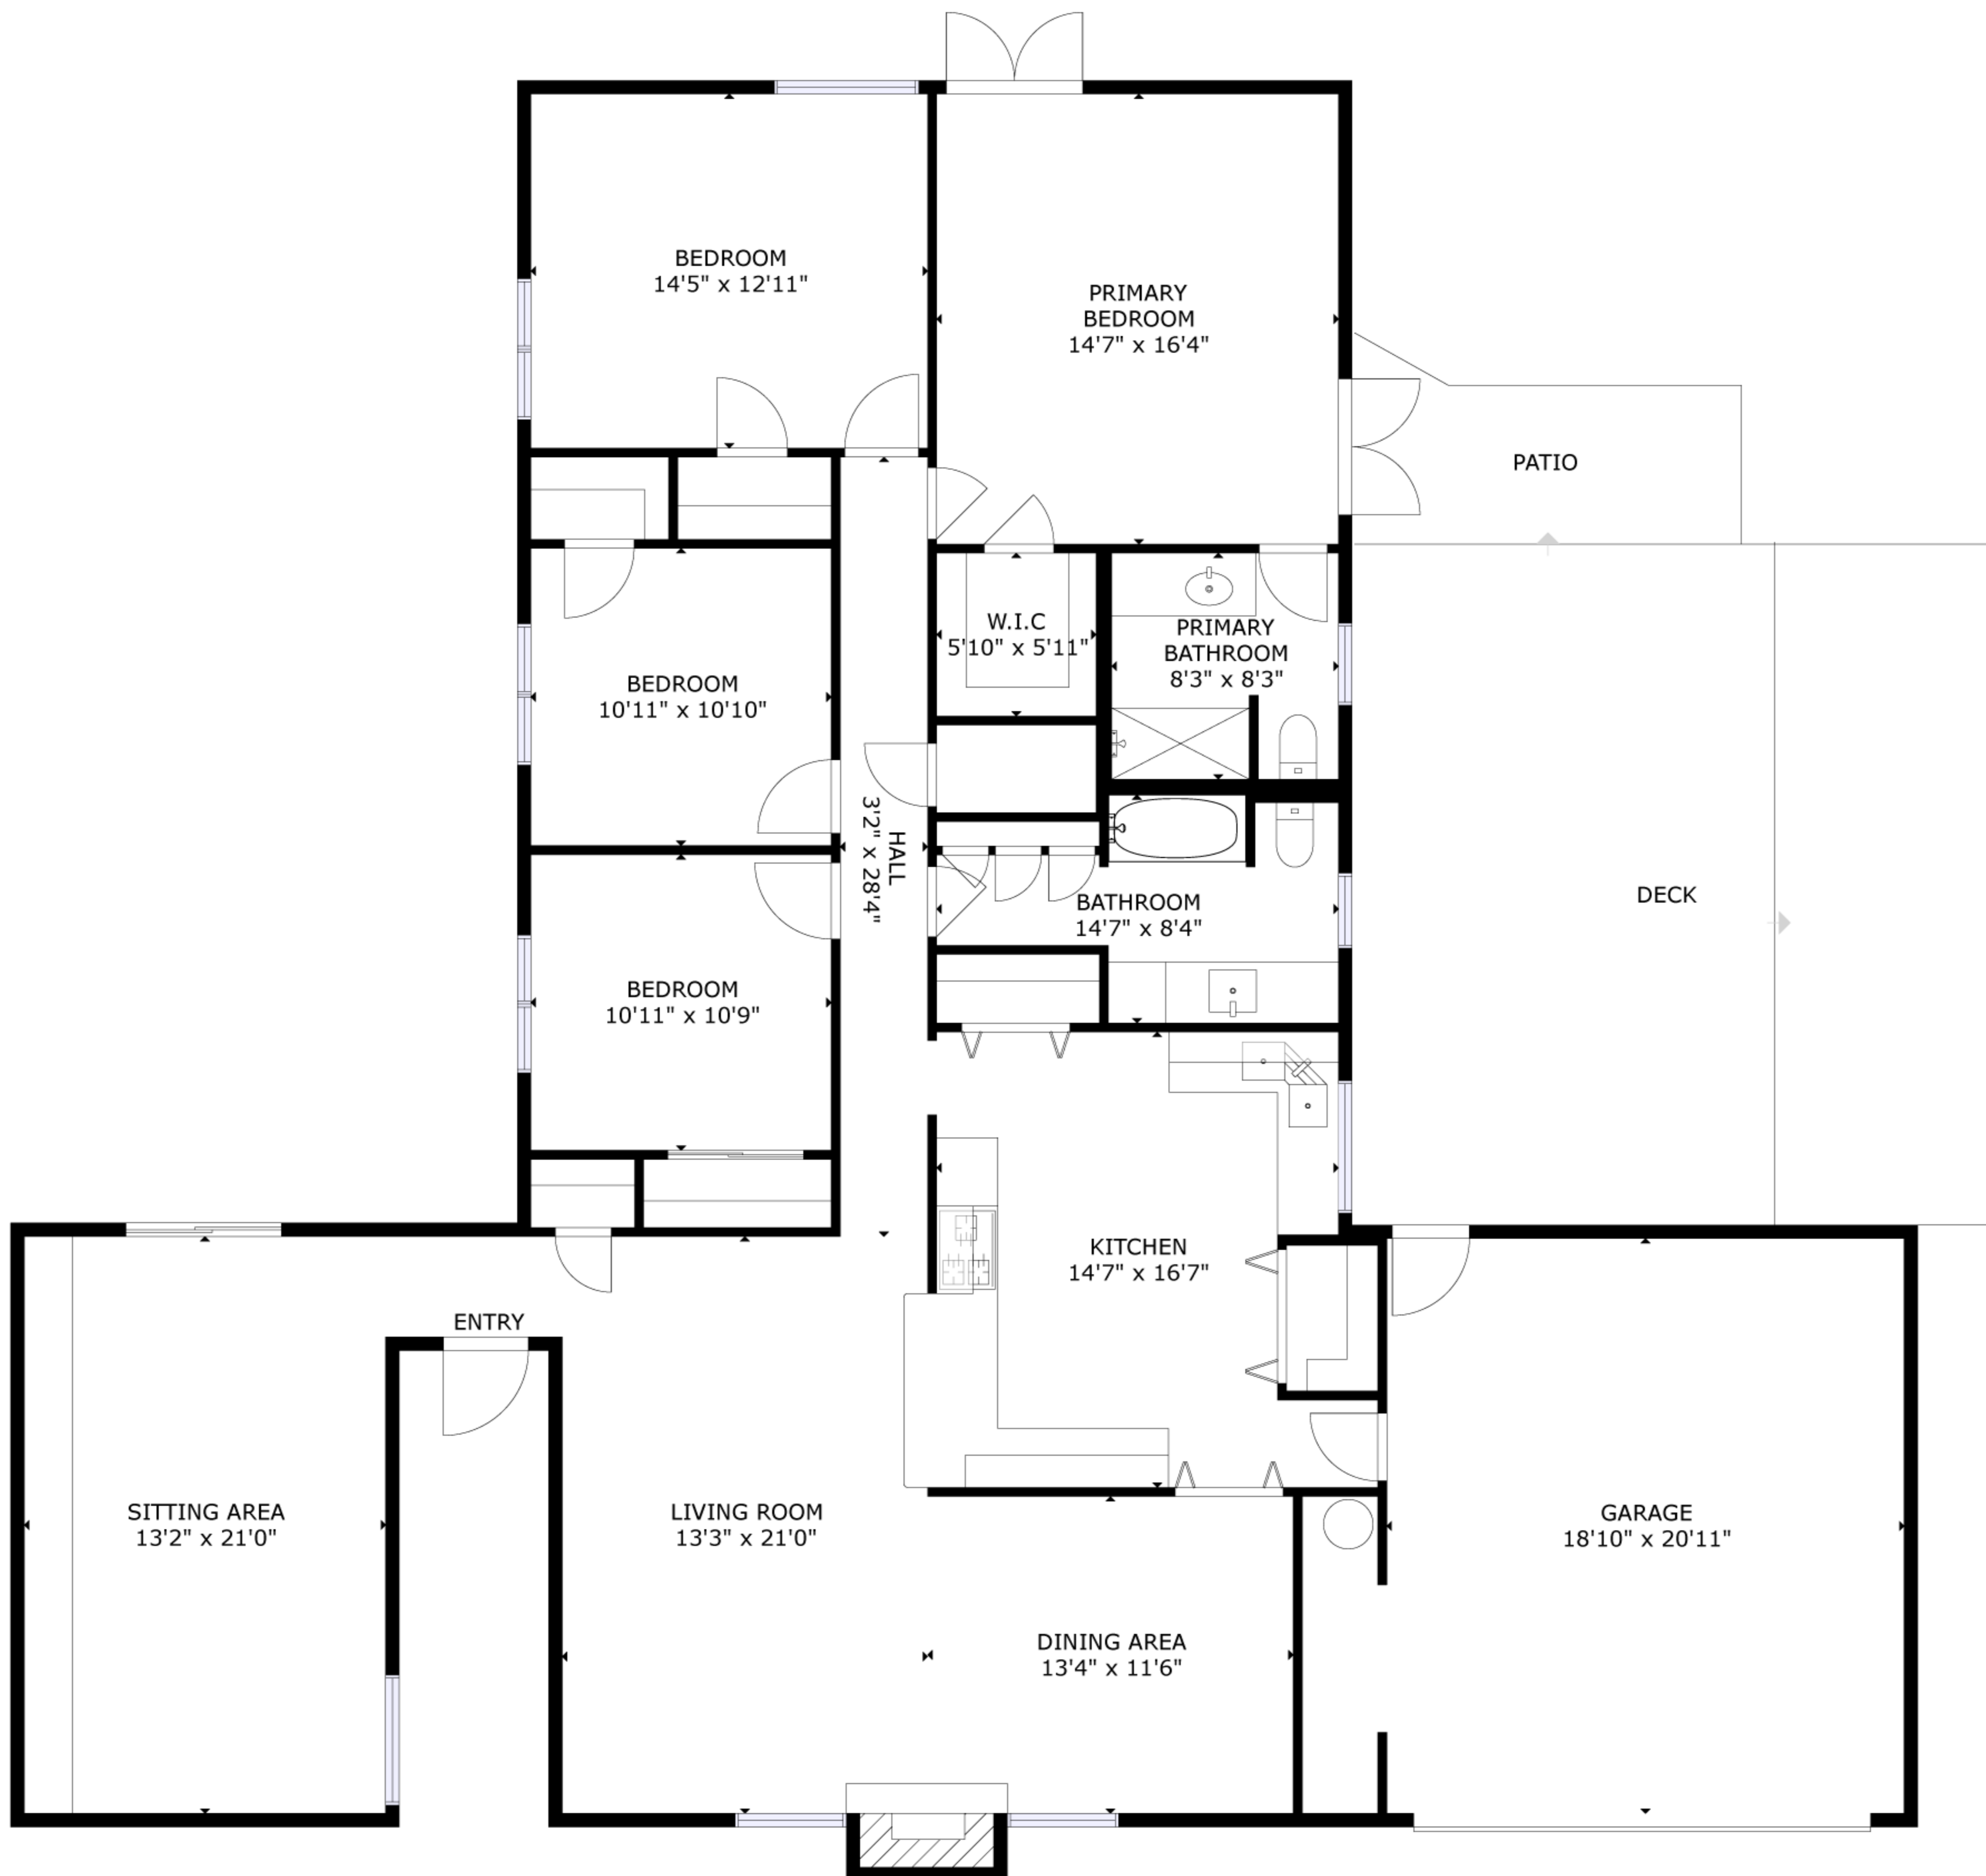 BEDROOM
14'5" x 12'11"
PRIMARY
BEDROOM
14'7" x 16'4"
PATIO
W.I.C
5'10" x 5'11"
PRIMARY
BATHROOM
8'3" x 8'3"
BEDROOM
10'11" x 10'10"
HALL
3'2" x 28'4"
BATHROOM
14'7" x 8'4"
DECK
BEDROOM
10'11" x 10'9"
KITCHEN
14'7" x 16'7"
ENTRY
SITTING AREA
13'2" x 21'0"
LIVING ROOM
13'3" x 21'0"
GARAGE
18'10" x 20'11"
DINING AREA
13'4" x 11'6"